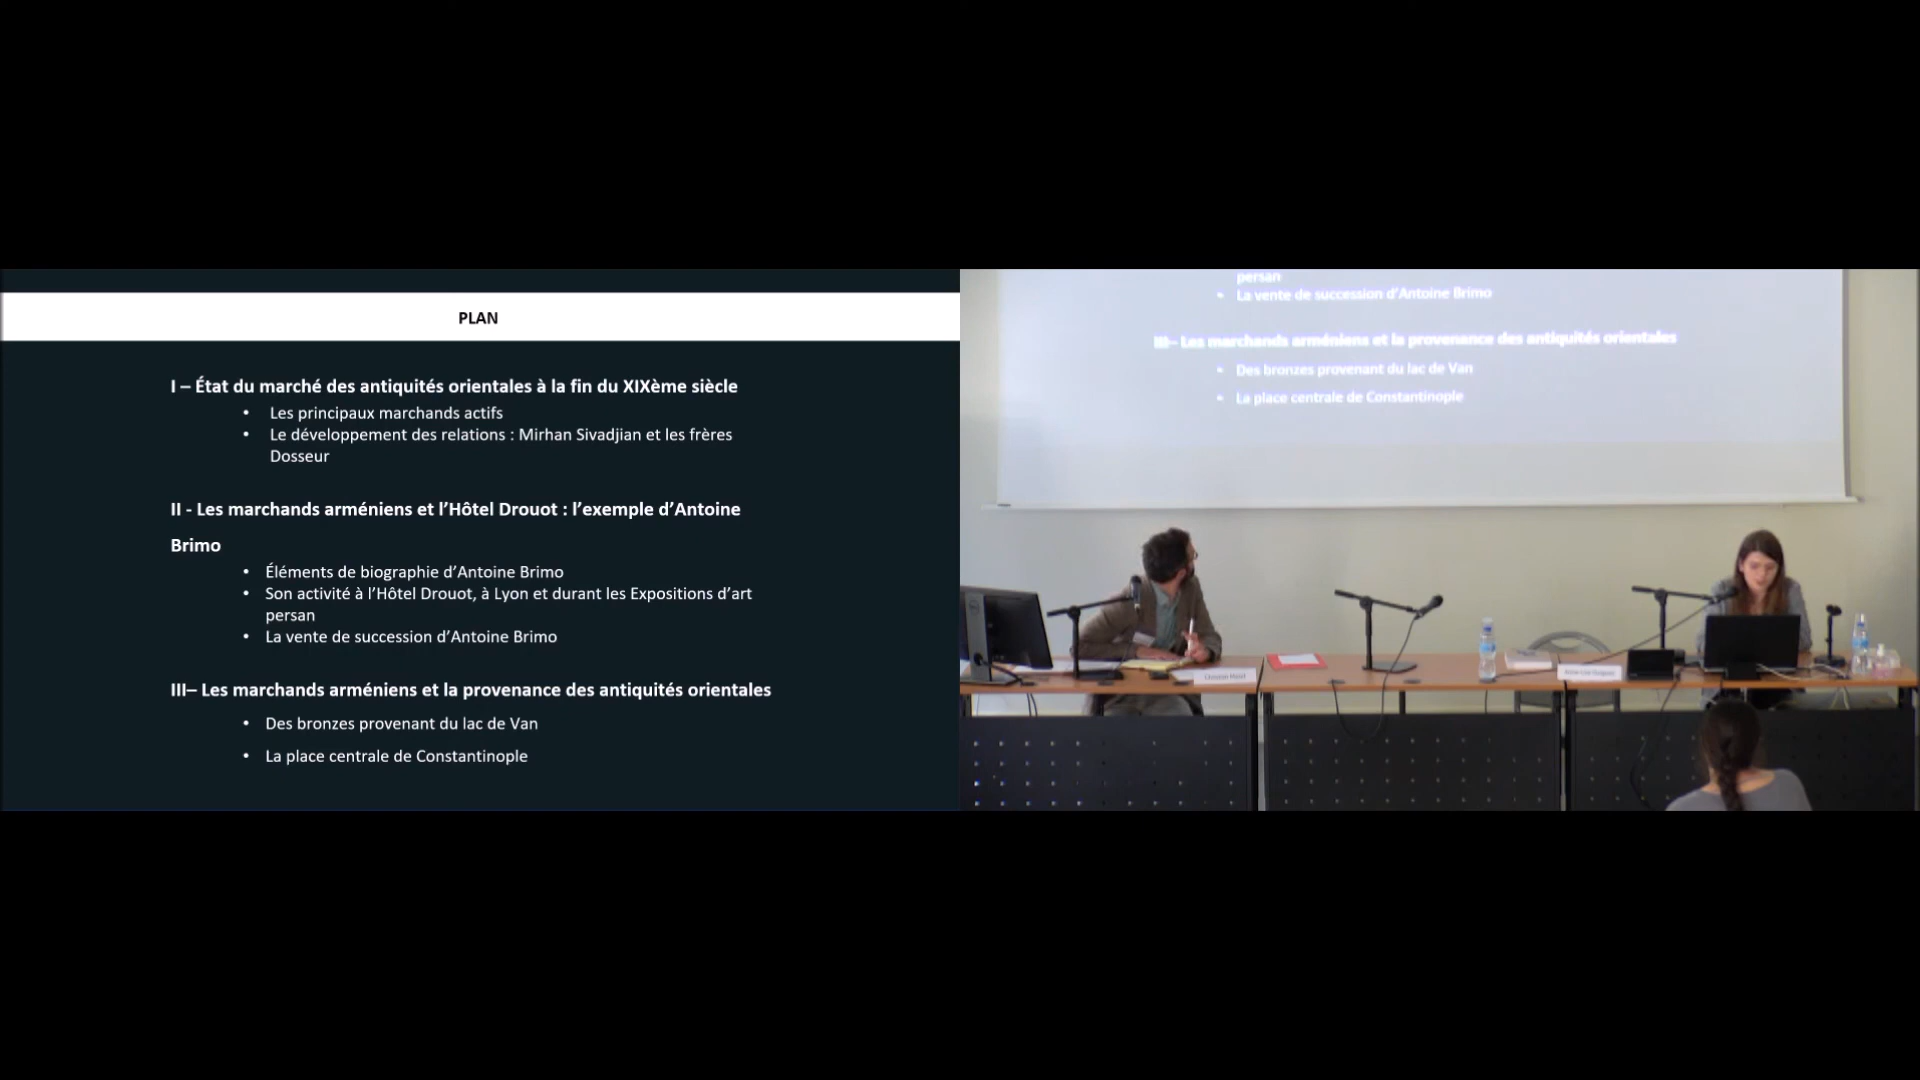 PLAN
I – État du marché des antiquités orientales à la fin du XIXème siècle
• Les principaux marchands actifs
• Le développement des relations : Mirhan Sivadjian et les frères
Dosseur
II - Les marchands arméniens et l'Hôtel Drouot : l'exemple d'Antoine
Brimo
• Éléments de biographie d'Antoine Brimo
• Son activité à l'Hôtel Drouot, à Lyon et durant les Expositions d'art
persan
• La vente de succession d'Antoine Brimo
III– Les marchands arméniens et la provenance des antiquités orientales
• Des bronzes provenant du lac de Van
• La place centrale de Constantinople
persan
• La vente de succession d'Antoine Brimo
III– Les marchands arméniens et la provenance des antiquités orientales
• Des bronzes provenant du lac de Van
• La place centrale de Constantinople